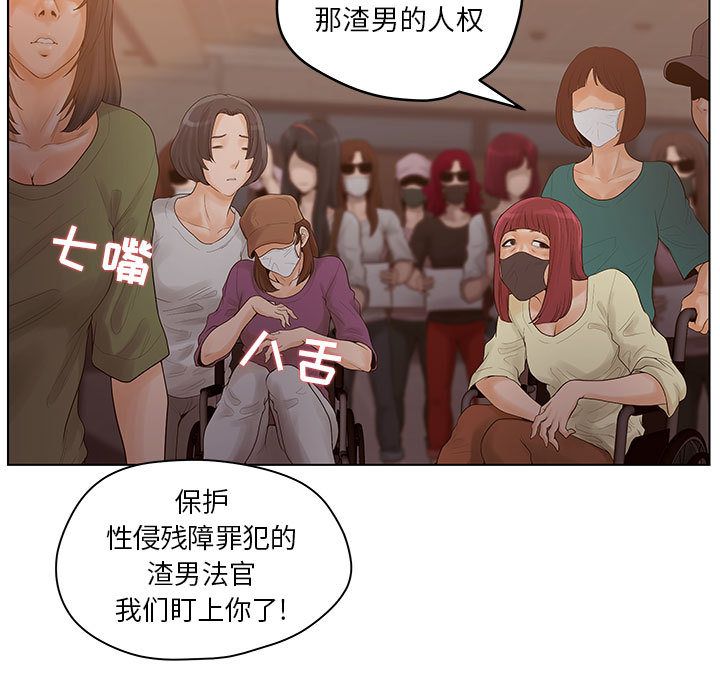 那渣男的人权
七嘴
八舌
保护
性侵残障罪犯的
渣男法官
我们盯上你了!